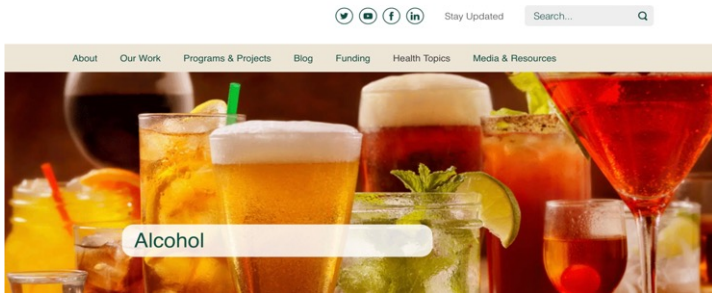 Stay Updated
Search...
About Our Work Programs & Projects Blog Funding Health Topics Media & Resources
Alcohol